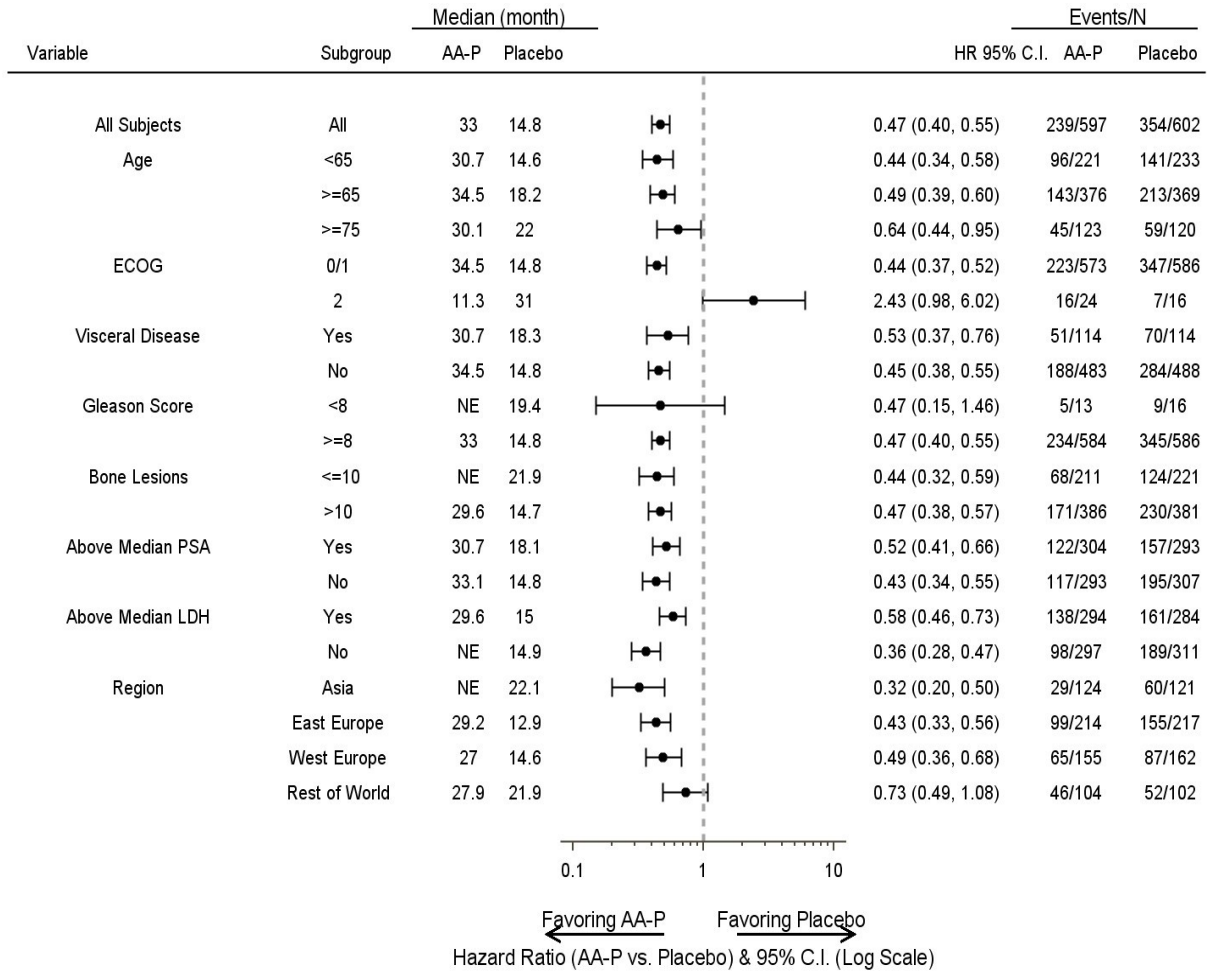 Median (month) Events/N
Variable Subgroup AA-P Placebo HR 95% C.I. AA-P Placebo
All Subjects All 33 14.8 0.47 (0.40, 0.55) 239/597 354/602
Age <65 30.7 14.6 0.44 (0.34, 0.58) 96/221 141/233
>=65 34.5 18.2 0.49 (0.39, 0.60) 143/376 213/369
>=75 30.1 22 0.64 (0.44, 0.95) 45/123 59/120
ECOG 0/1 34.5 14.8 0.44 (0.37, 0.52) 223/573 347/586
2 11.3 31 2.43 (0.98, 6.02) 16/24 7/16
Visceral Disease Yes 30.7 18.3 0.53 (0.37, 0.76) 51/114 70/114
No 34.5 14.8 0.45 (0.38, 0.55) 188/483 284/488
Gleason Score <8 NE 19.4 0.47 (0.15, 1.46) 5/13 9/16
>=8 33 14.8 0.47 (0.40, 0.55) 234/584 345/586
Bone Lesions <=10 NE 21.9 0.44 (0.32, 0.59) 68/211 124/221
>10 29.6 14.7 0.47 (0.38, 0.57) 171/386 230/381
Above Median PSA Yes 30.7 18.1 0.52 (0.41, 0.66) 122/304 157/293
No 33.1 14.8 0.43 (0.34, 0.55) 117/293 195/307
Above Median LDH Yes 29.6 15 0.58 (0.46, 0.73) 138/294 161/284
No NE 14.9 0.36 (0.28, 0.47) 98/297 189/311
Region Asia NE 22.1 0.32 (0.20, 0.50) 29/124 60/121
East Europe 29.2 12.9 0.43 (0.33, 0.56) 99/214 155/217
West Europe 27 14.6 0.49 (0.36, 0.68) 65/155 87/162
Rest of World 27.9 21.9 0.73 (0.49, 1.08) 46/104 52/102
0.1 1 10
Favoring AA-P Favoring Placebo
Hazard Ratio (AA-P vs. Placebo) & 95% C.I. (Log Scale)